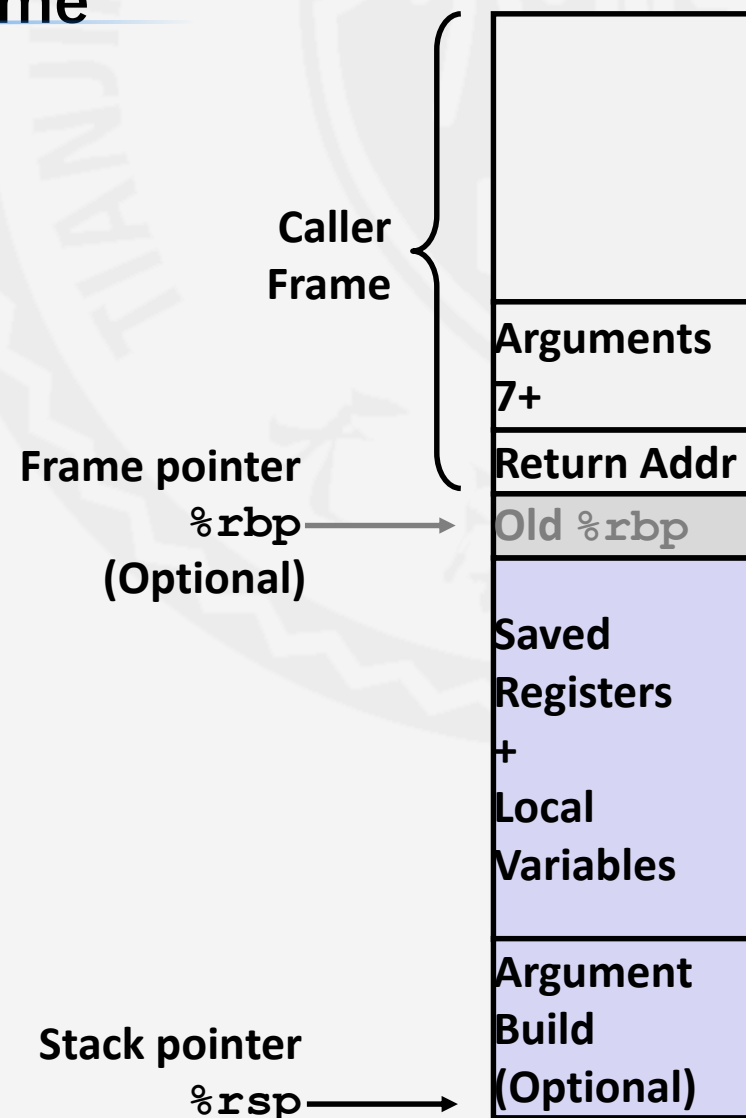 Caller
Frame
Arguments
7+
Return Addr
Frame pointer
%rbp
(Optional)
Old %rbp
Saved
Registers
+
Local
Variables
Argument
Build
(Optional)
Stack pointer
%rsp